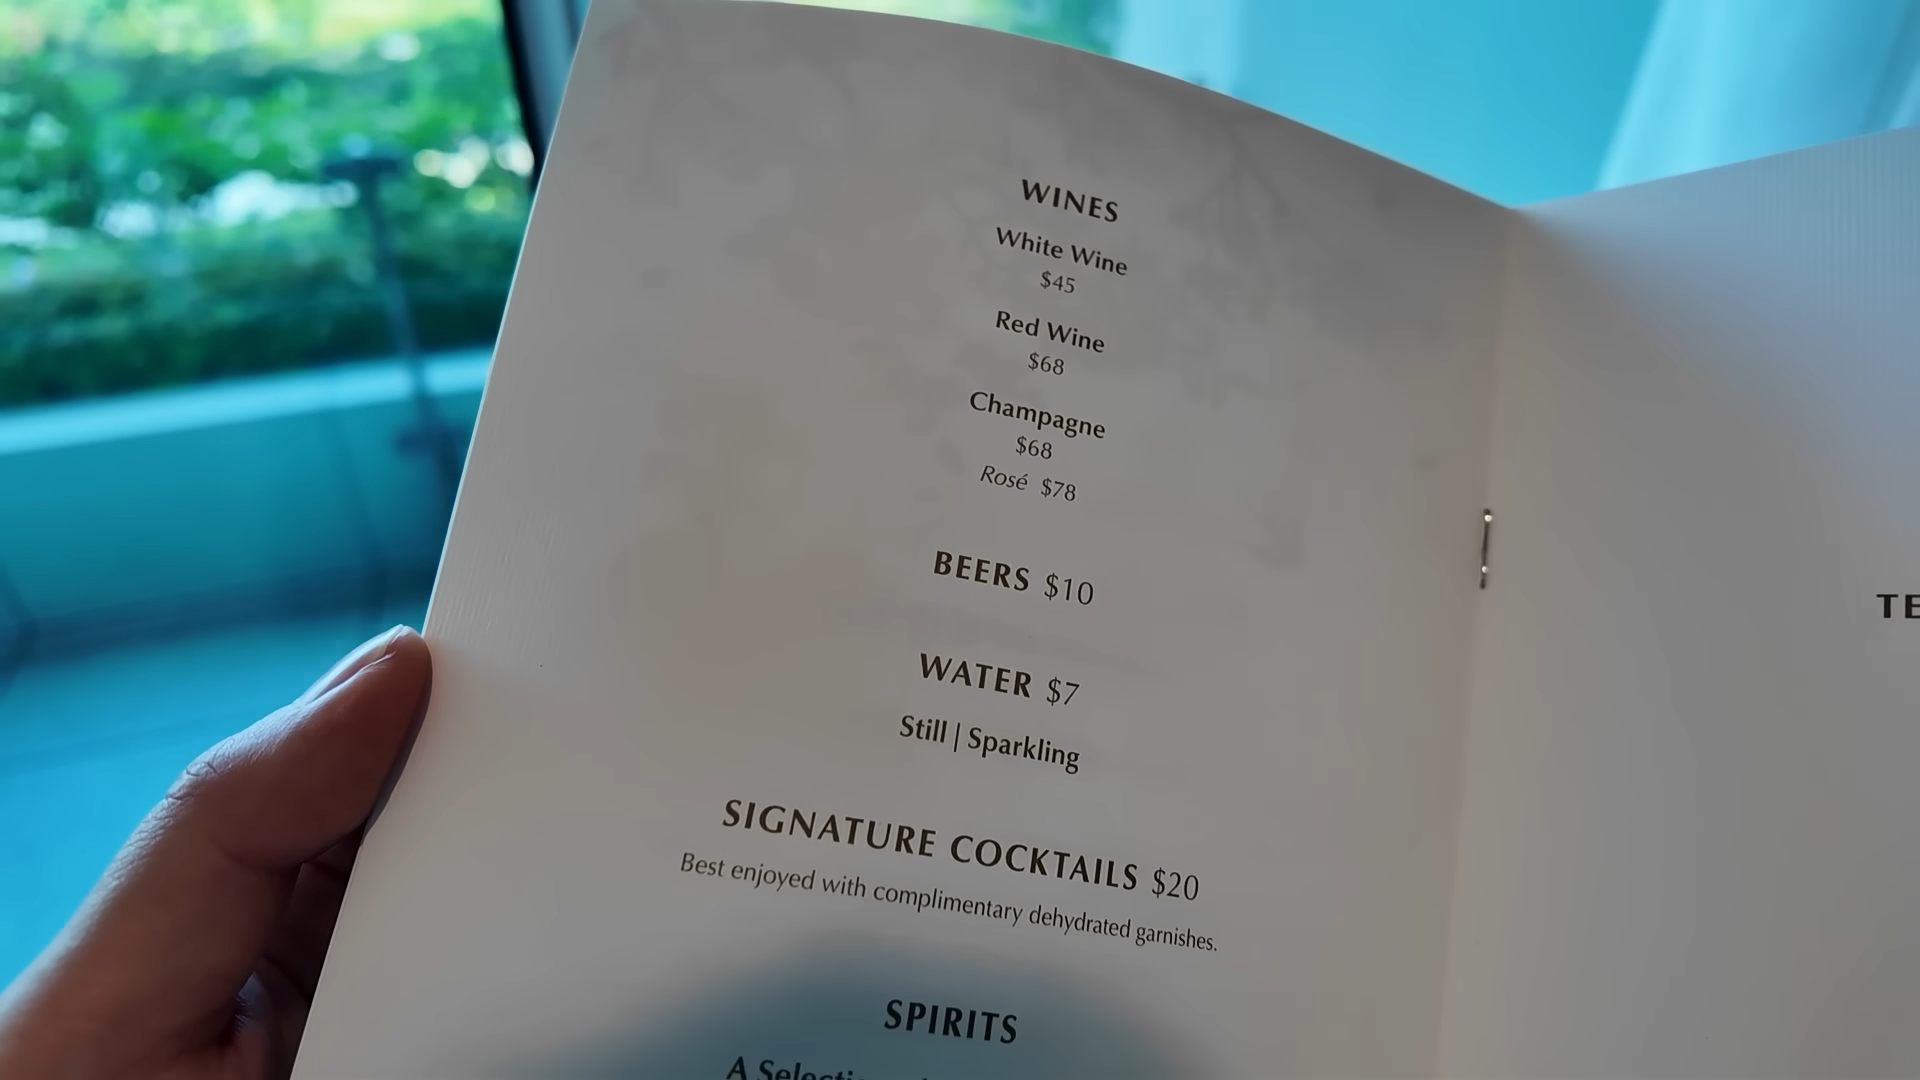 WINES
White Wine
$45
Red Wine
$68
Champagne
$68
Rosé $78
BEERS $10
WATER $7
Still | Sparkling
SIGNATURE COCKTAILS $20
Best enjoyed with complimentary dehydrated garnishes.
SPIRITS
A
TE